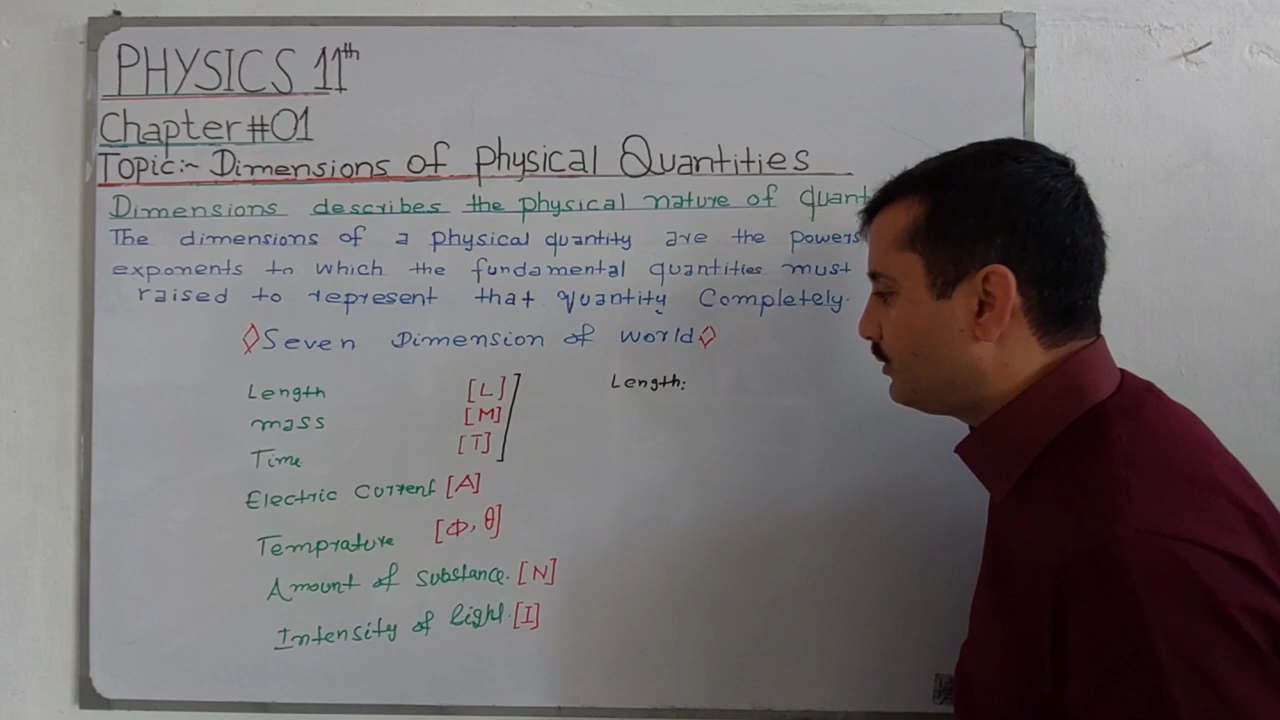 PHYSICS 11th
Chapter #01
Topic:~ Dimensions of Physical Quantities
Dimensions describes the physical nature of quant
The dimensions of a physical quantity are the powers
exponents to which the fundamental quantities must
raised to represent that quantity Completely.
◊Seven Dimension of world◊
Length [L]
mass [M]
Time [T]
Electric Current [A]
Temprature [Φ, θ]
Amount of substance. [N]
Intensity of light. [I]
Length: